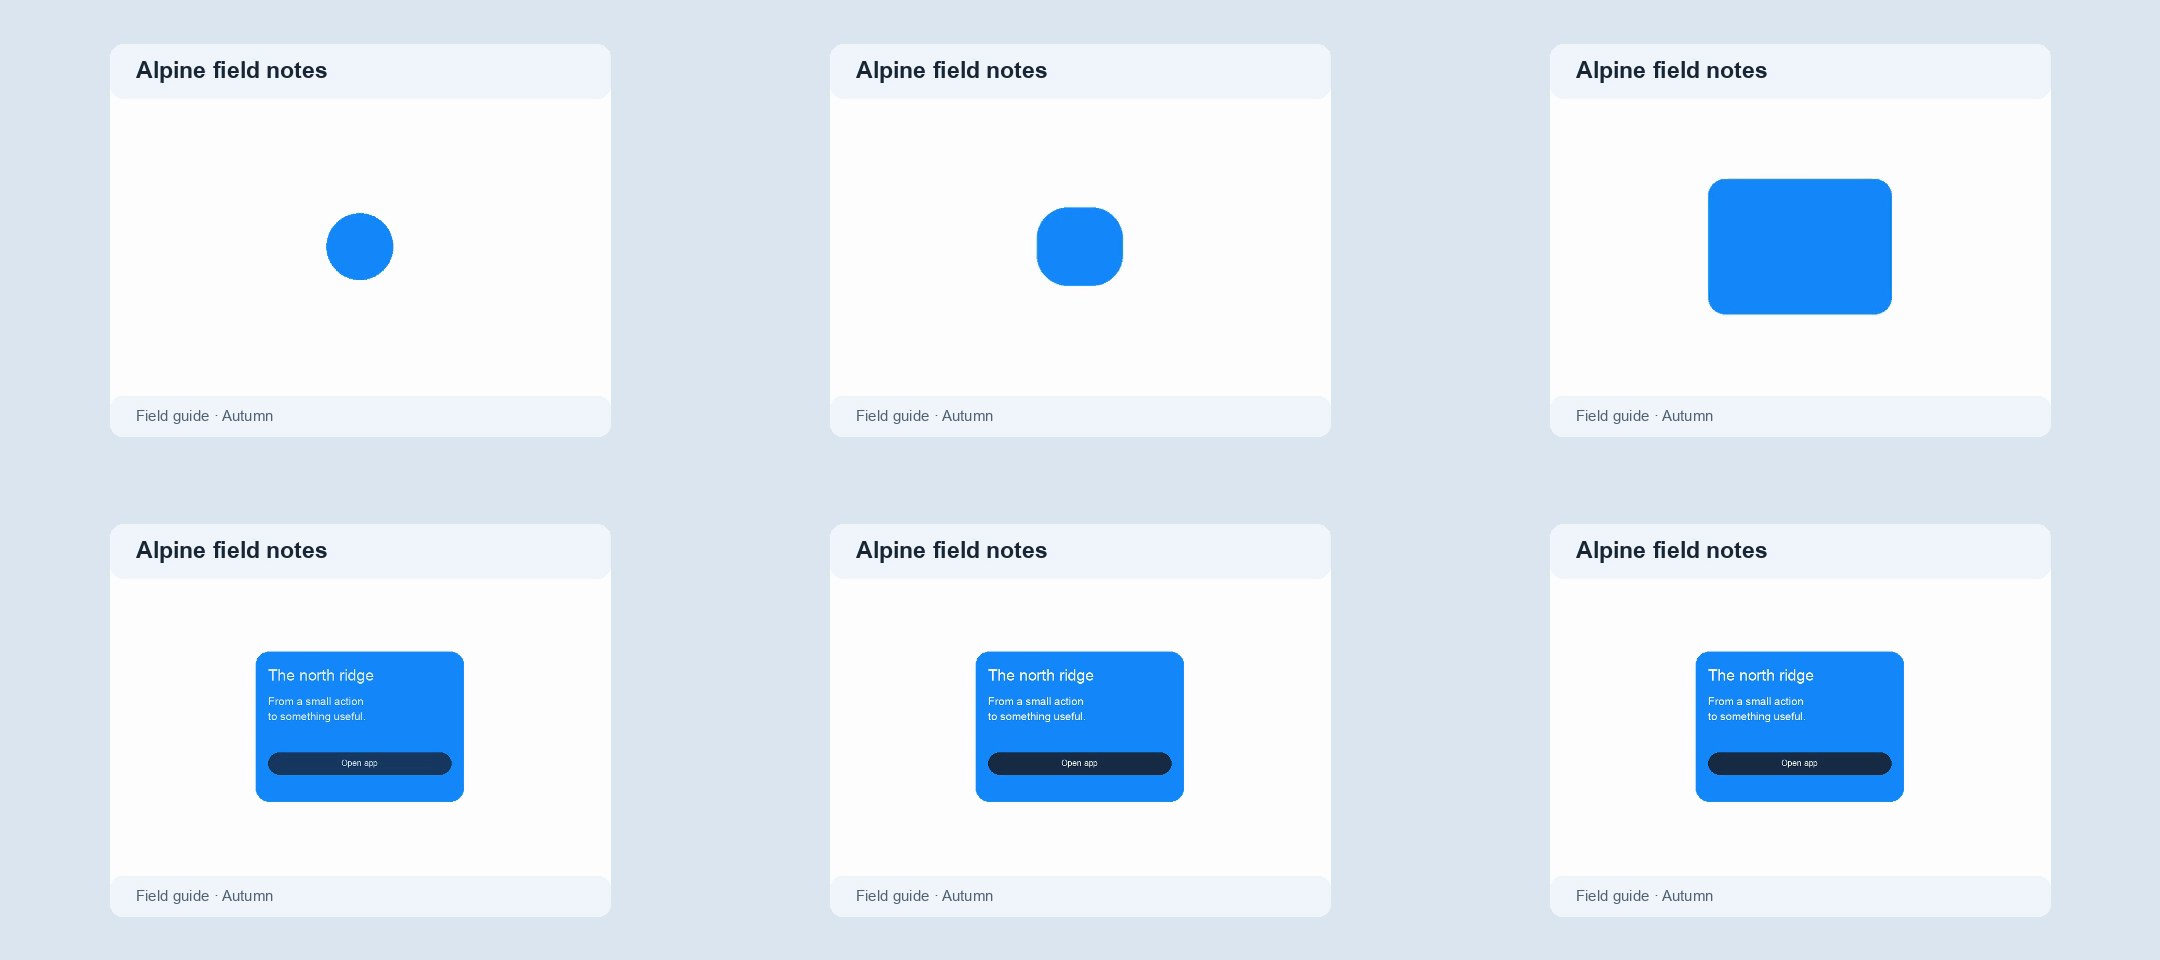 Alpine field notes
Alpine field notes
Alpine field notes
Field guide · Autumn
Field guide · Autumn
Field guide · Autumn
Alpine field notes
Alpine field notes
Alpine field notes
The north ridge
From a small action
to something useful.
Open app
The north ridge
From a small action
to something useful.
Open app
The north ridge
From a small action
to something useful.
Open app
Field guide · Autumn
Field guide · Autumn
Field guide · Autumn